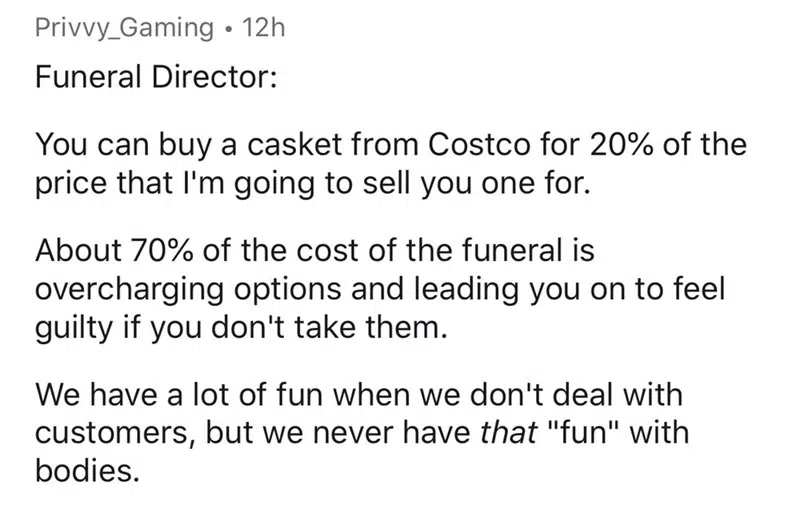 Privvy_Gaming • 12h
Funeral Director:
You can buy a casket from Costco for 20% of the
price that I'm going to sell you one for.
About 70% of the cost of the funeral is
overcharging options and leading you on to feel
guilty if you don't take them.
We have a lot of fun when we don't deal with
customers, but we never have that "fun" with
bodies.